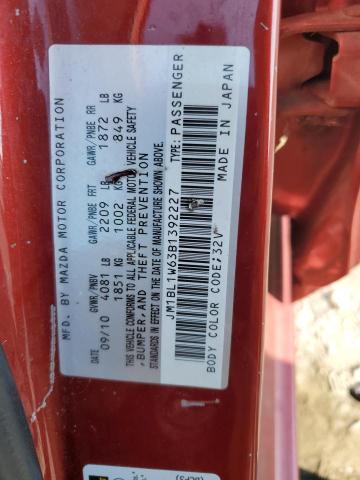 MFD. BY MAZDA MOTOR CORPORATION
DATE GVWR/PNBV GAWR/PNBE FRT GAWR/PNBE RR
09/10 4081 LB 2209 LB 1872 LB
1851 KG 1002 KG 849 KG
THIS VEHICLE CONFORMS TO ALL APPLICABLE FEDERAL MOTOR VEHICLE SAFETY
, BUMPER, AND THEFT PREVENTION
STANDARDS IN EFFECT ON THE DATE OF MANUFACTURE SHOWN ABOVE.
JM1BL1W63B1392227 TYPE: PASSENGER
BODY COLOR CODE: 32V
MADE IN JAPAN